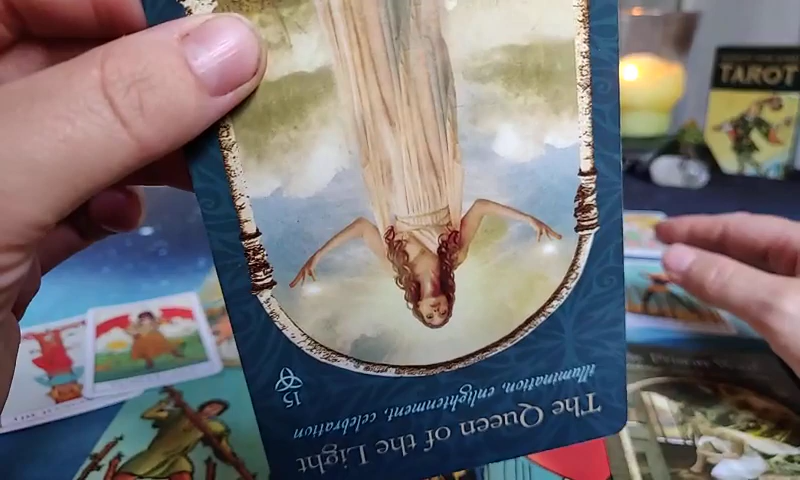 The Queen of the Light
illumination, enlightenment, celebration
15
TAROT